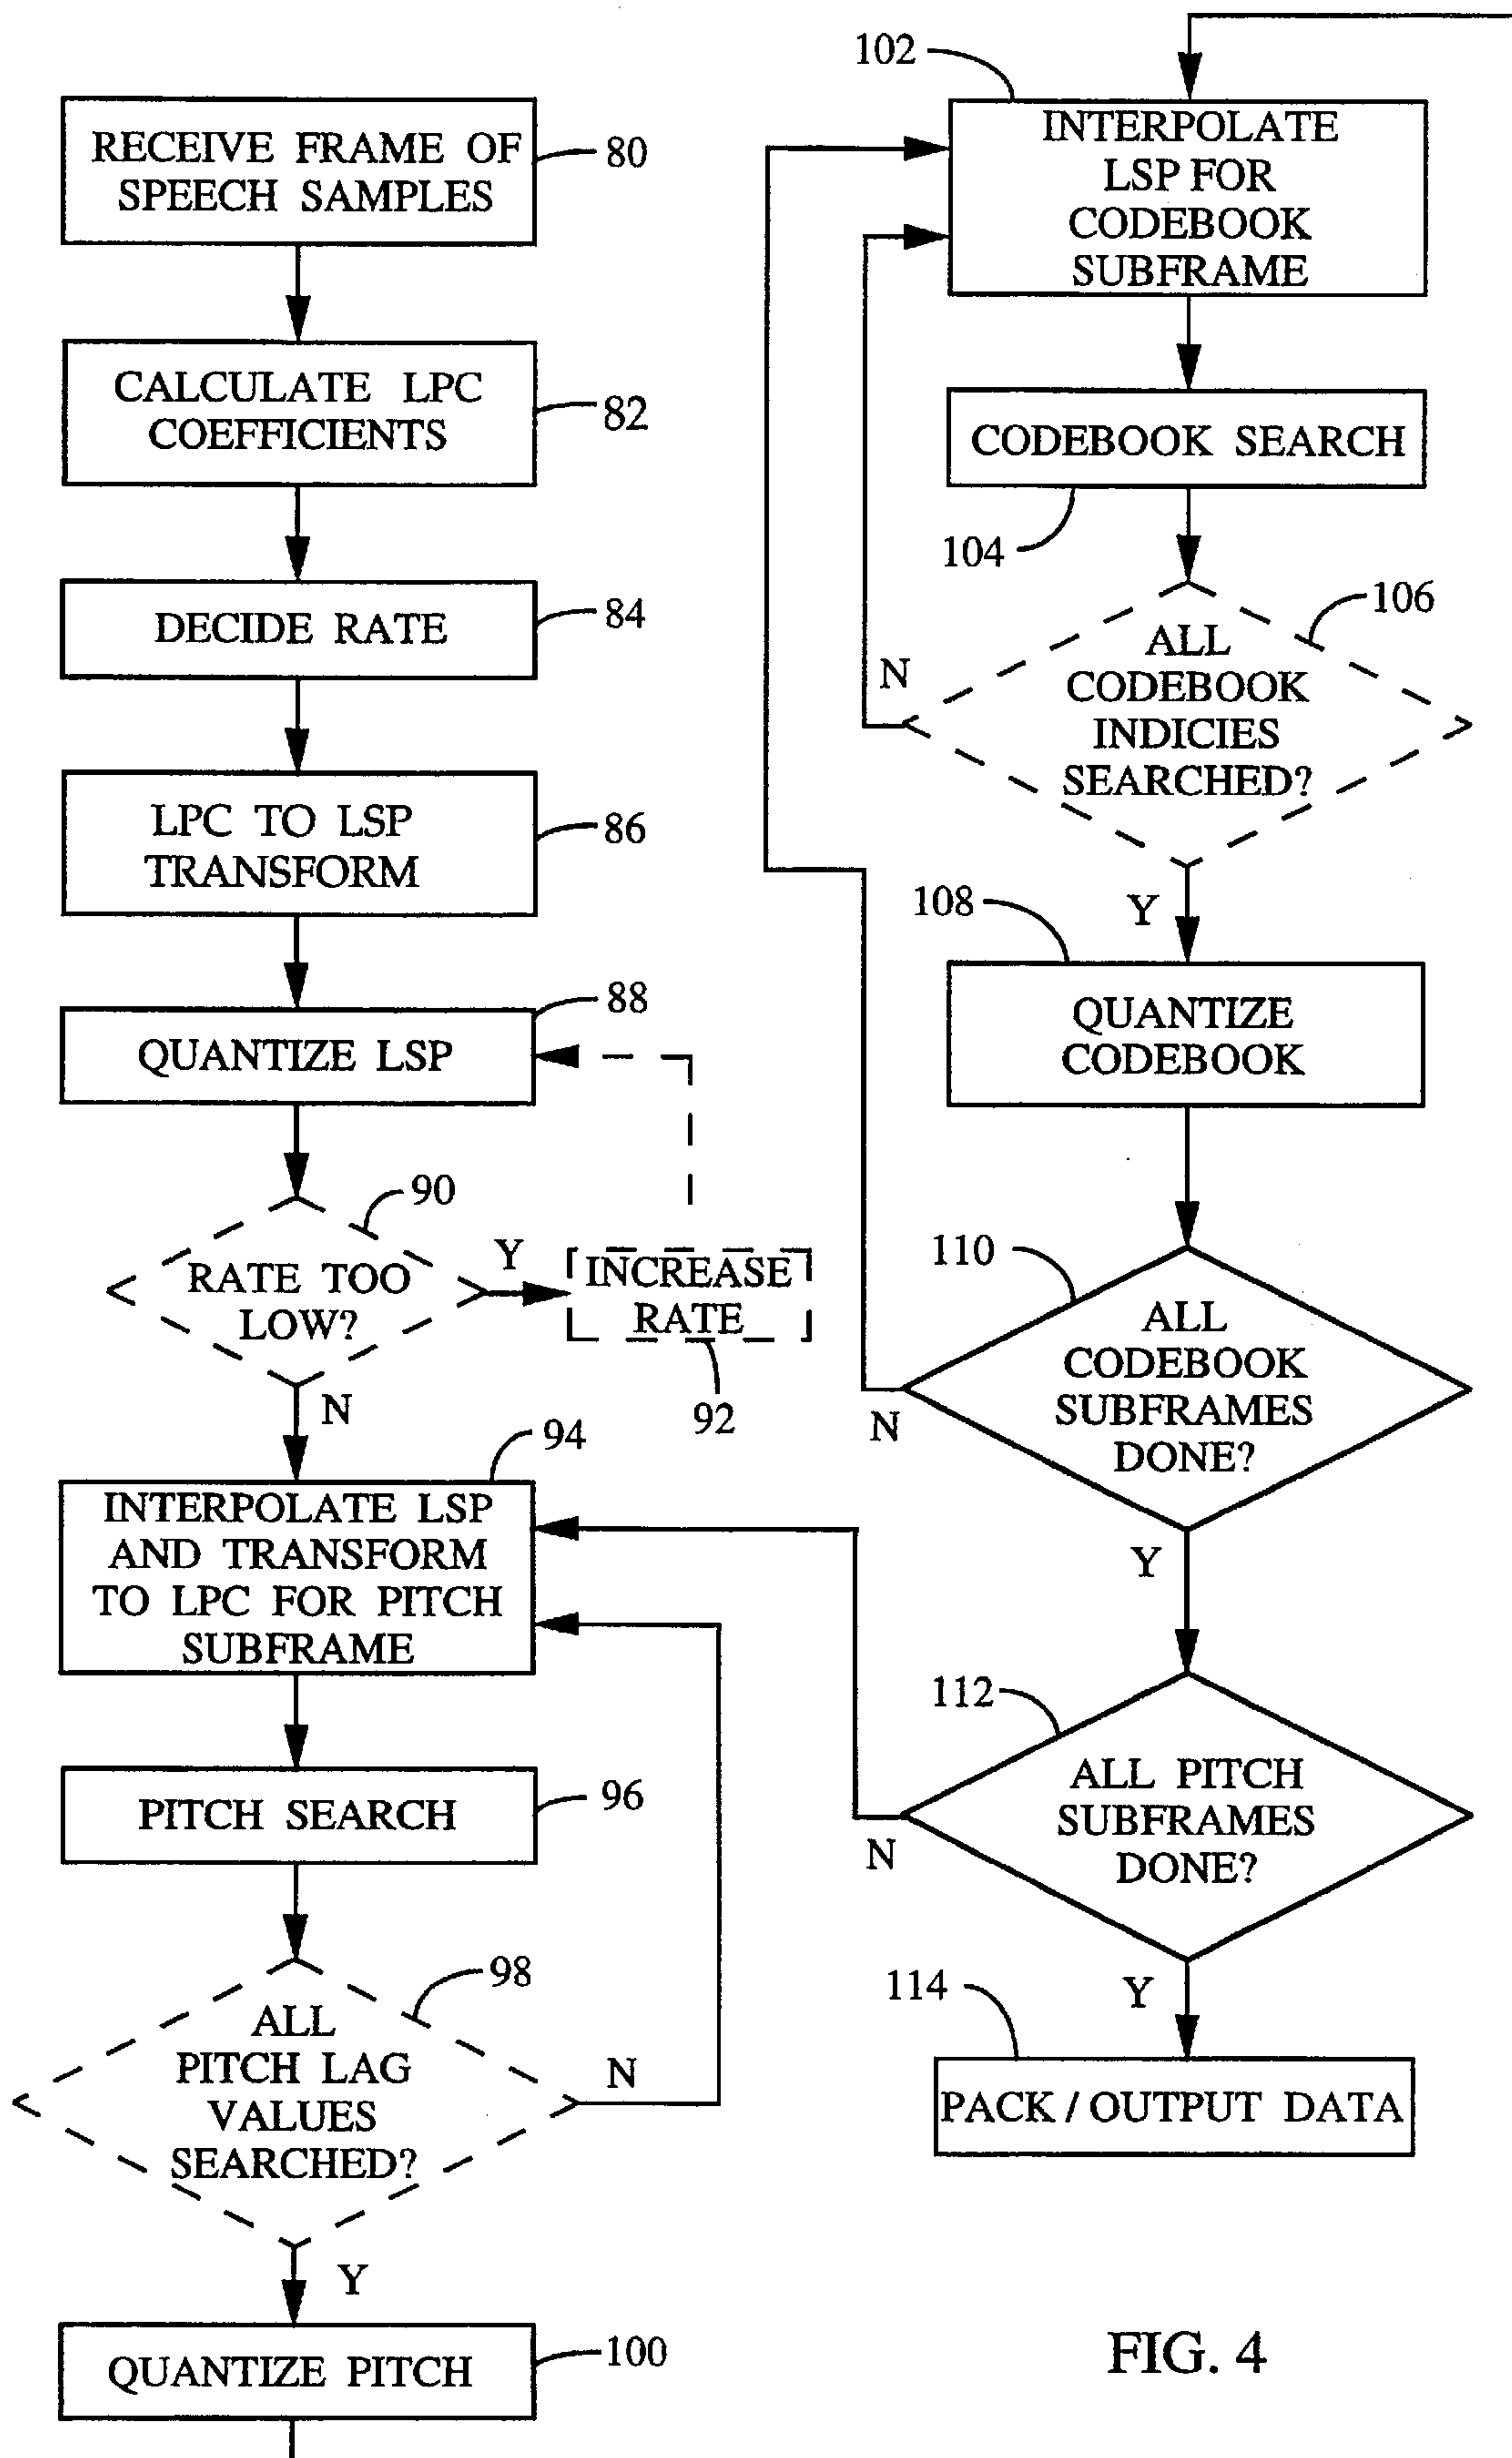 RECEIVE FRAME OF
SPEECH SAMPLES
80
CALCULATE LPC
COEFFICIENTS
82
DECIDE RATE
84
LPC TO LSP
TRANSFORM
86
88
QUANTIZE LSP
90
RATE TOO
LOW?
Y
INCREASE
RATE
92
N
94
INTERPOLATE LSP
AND TRANSFORM
TO LPC FOR PITCH
SUBFRAME
PITCH SEARCH
96
98
ALL
PITCH LAG
VALUES
SEARCHED?
N
Y
QUANTIZE PITCH
100
102
INTERPOLATE
LSP FOR
CODEBOOK
SUBFRAME
CODEBOOK SEARCH
104
106
ALL
CODEBOOK
INDICIES
SEARCHED?
N
Y
108
QUANTIZE
CODEBOOK
110
ALL
CODEBOOK
SUBFRAMES
DONE?
N
Y
112
ALL PITCH
SUBFRAMES
DONE?
N
Y
114
PACK / OUTPUT DATA
FIG. 4